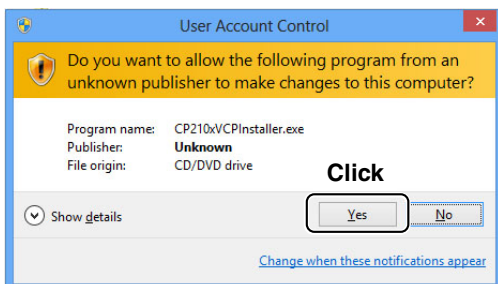 User Account Control
Do you want to allow the following program from an
unknown publisher to make changes to this computer?
Program name: CP210xVCPInstaller.exe
Publisher: Unknown
File origin: CD/DVD drive
Click
Show details Yes No
Change when these notifications appear